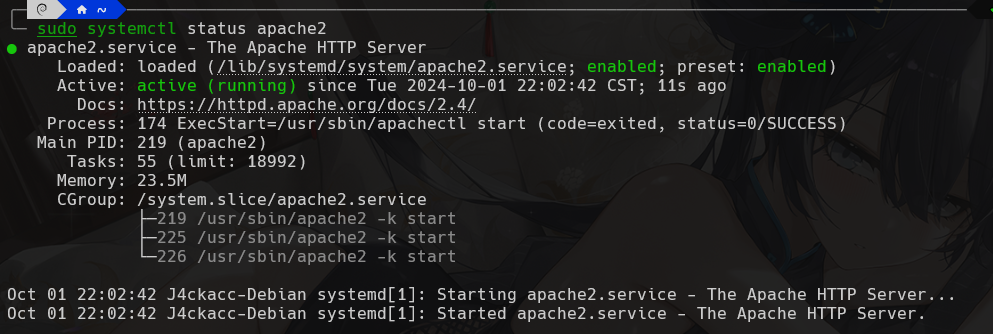 ~
sudo systemctl status apache2
● apache2.service - The Apache HTTP Server
Loaded: loaded (/lib/systemd/system/apache2.service; enabled; preset: enabled)
Active: active (running) since Tue 2024-10-01 22:02:42 CST; 11s ago
Docs: https://httpd.apache.org/docs/2.4/
Process: 174 ExecStart=/usr/sbin/apachectl start (code=exited, status=0/SUCCESS)
Main PID: 219 (apache2)
Tasks: 55 (limit: 18992)
Memory: 23.5M
CGroup: /system.slice/apache2.service
├─219 /usr/sbin/apache2 -k start
├─225 /usr/sbin/apache2 -k start
└─226 /usr/sbin/apache2 -k start
Oct 01 22:02:42 J4ckacc-Debian systemd[1]: Starting apache2.service - The Apache HTTP Server...
Oct 01 22:02:42 J4ckacc-Debian systemd[1]: Started apache2.service - The Apache HTTP Server.